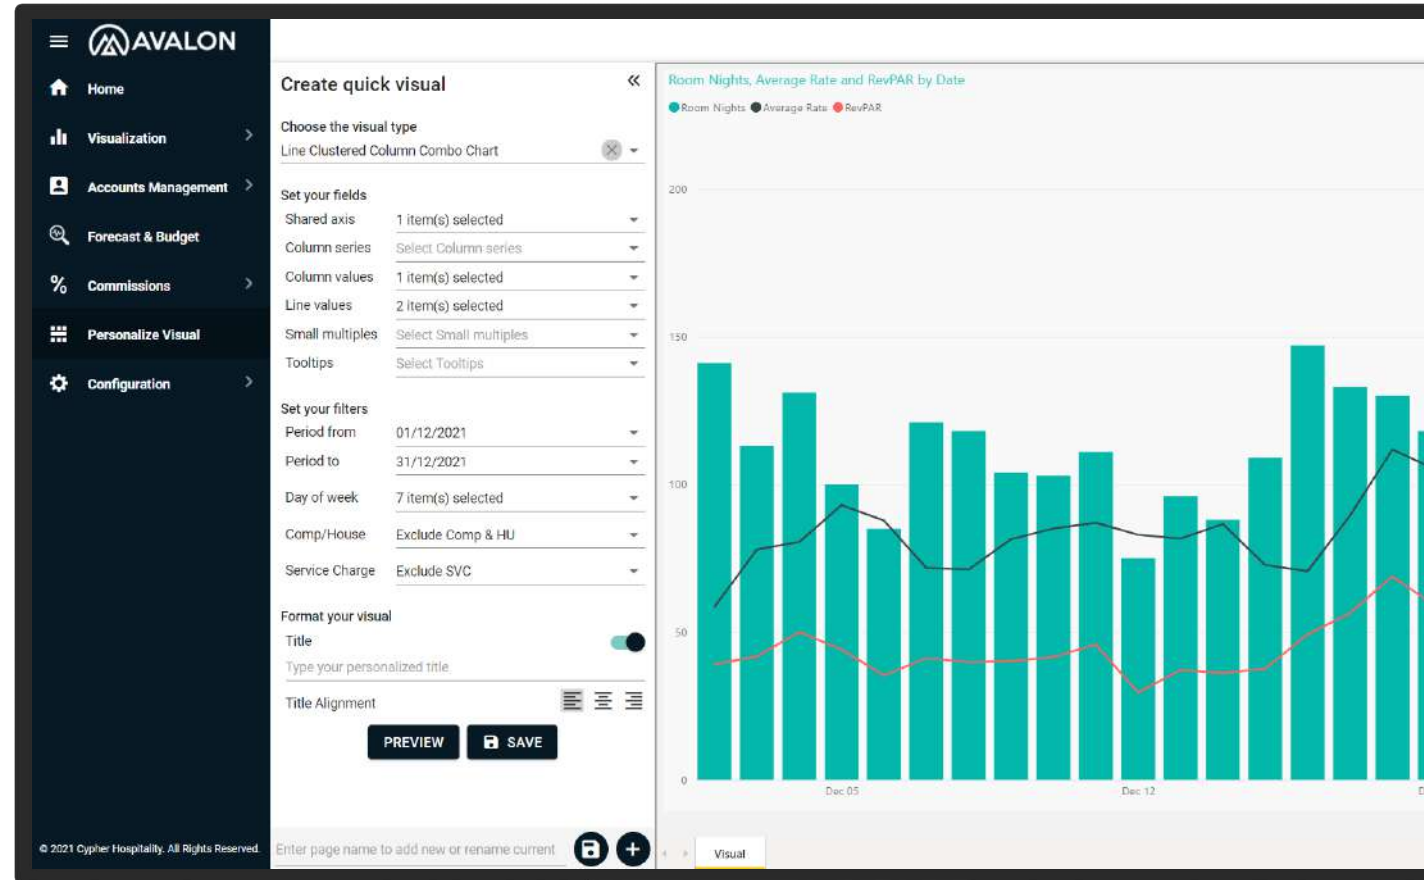 AVALON
Home
Visualization
Accounts Management
Forecast & Budget
Commissions
Personalize Visual
Configuration
© 2021 Cypher Hospitality. All Rights Reserved.
Create quick visual
Choose the visual type
Line Clustered Column Combo Chart
Set your fields
Shared axis 1 item(s) selected
Column series Select Column series
Column values 1 item(s) selected
Line values 2 item(s) selected
Small multiples Select Small multiples
Tooltips Select Tooltips
Set your filters
Period from 01/12/2021
Period to 31/12/2021
Day of week 7 item(s) selected
Comp/House Exclude Comp & HU
Service Charge Exclude SVC
Format your visual
Title
Type your personalized title
Title Alignment
PREVIEW SAVE
Enter page name to add new or rename current
Room Nights, Average Rate and RevPAR by Date
Room Nights Average Rate RevPAR
200
150
100
50
0
Dec 05 Dec 12 D
Visual